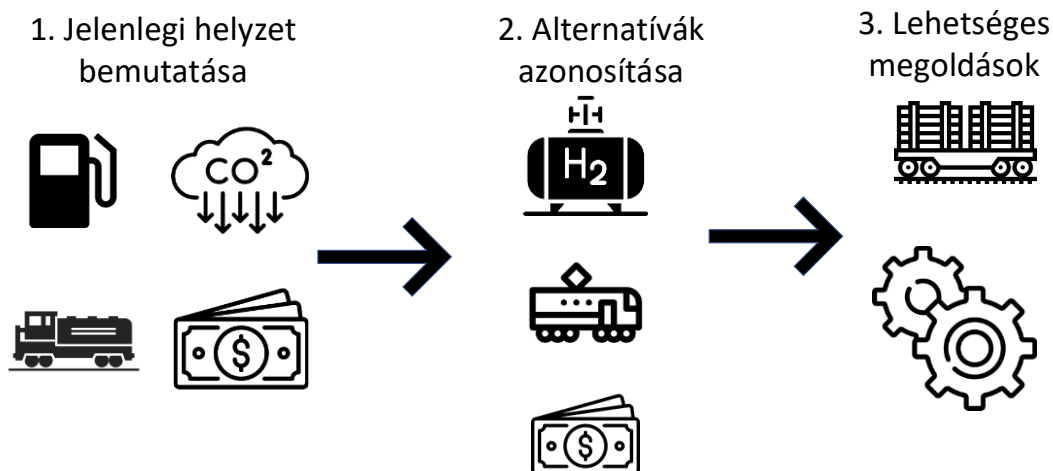 1. Jelenlegi helyzet
bemutatása
2. Alternatívák
azonosítása
3. Lehetséges
megoldások
CO²
H₂
$
$